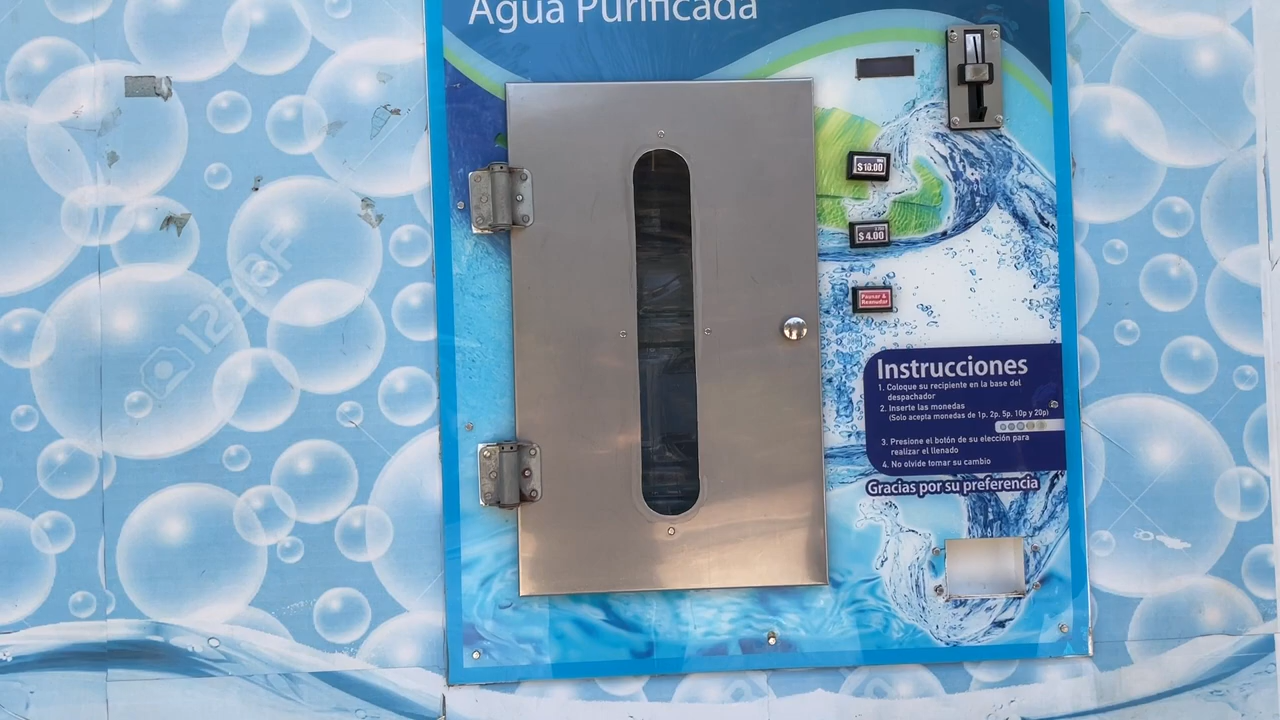 Agua Purificada
$10.00
$4.00
Pausar &
Reanudar
Instrucciones
1. Coloque su recipiente en la base del
despachador
2. Inserte las monedas
(Solo acepta monedas de 1p. 2p. 5p. 10p y 20p)
3. Presione el botón de su elección para
realizar el llenado
4. No olvide tomar su cambio
Gracias por su preferencia
123RF